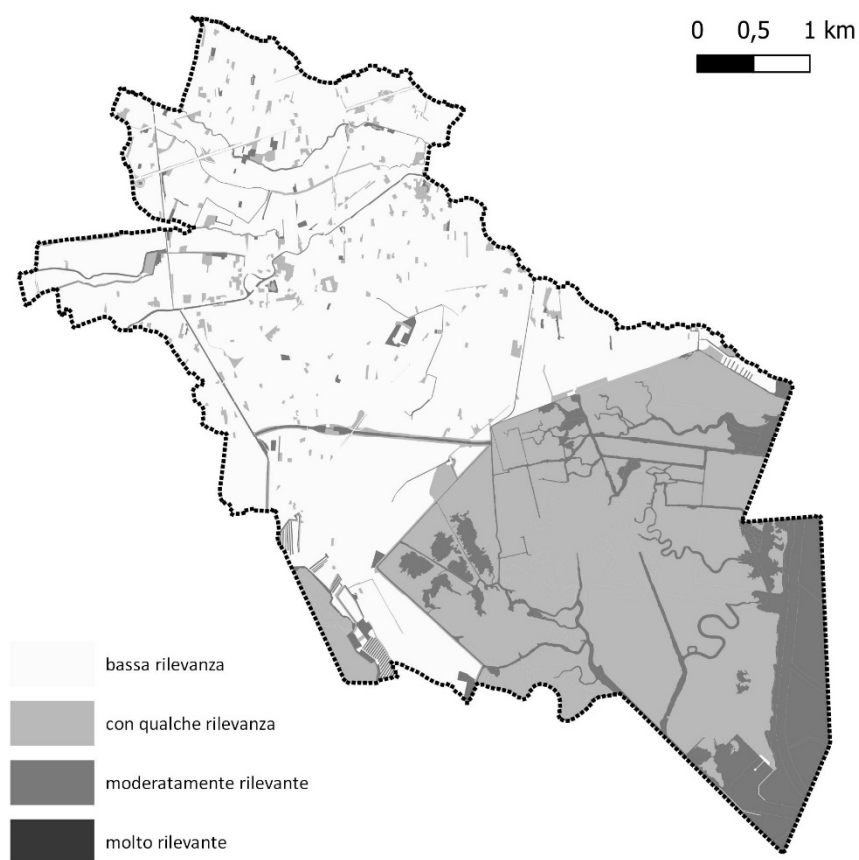 0 0,5 1 km
bassa rilevanza
con qualche rilevanza
moderatamente rilevante
molto rilevante